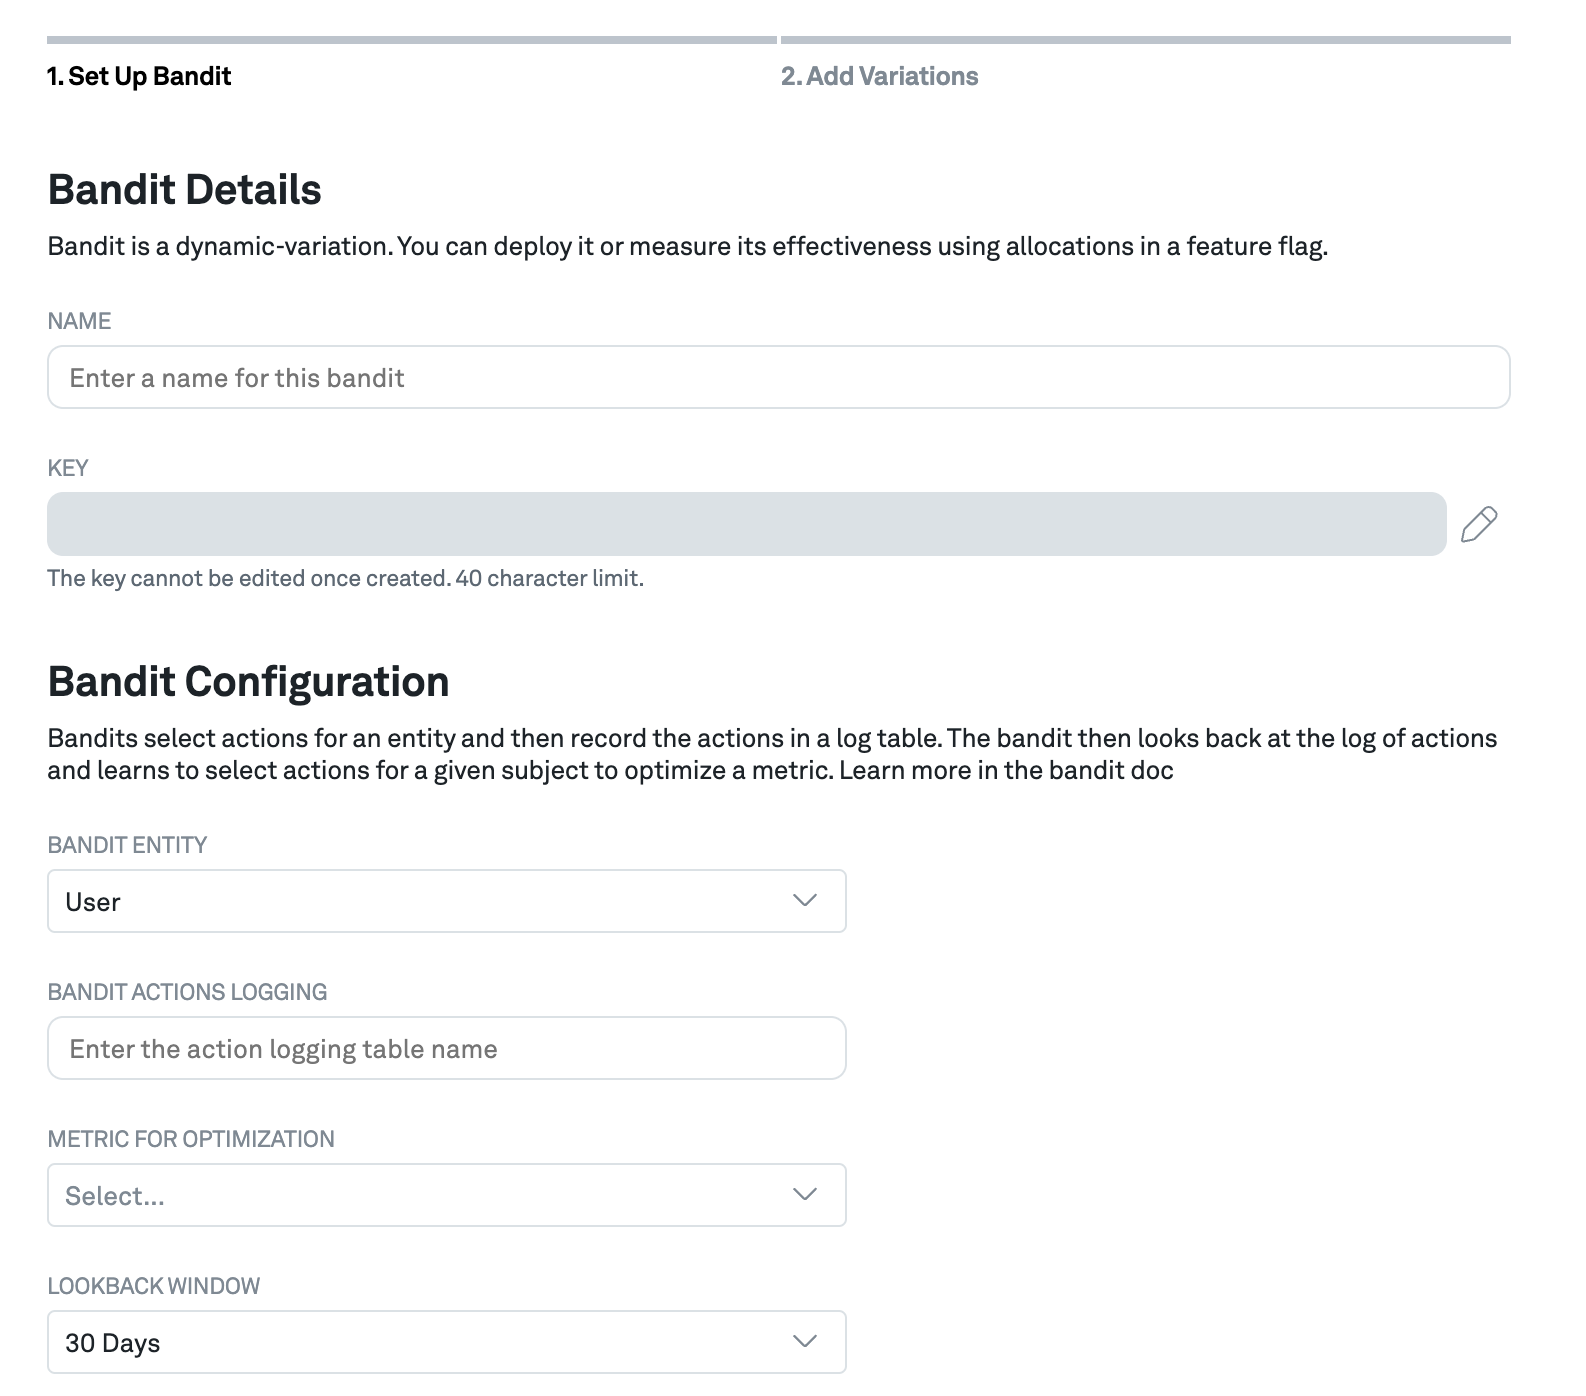 1. Set Up Bandit
2. Add Variations
Bandit Details
Bandit is a dynamic-variation. You can deploy it or measure its effectiveness using allocations in a feature flag.
NAME
Enter a name for this bandit
KEY
The key cannot be edited once created. 40 character limit.
Bandit Configuration
Bandits select actions for an entity and then record the actions in a log table. The bandit then looks back at the log of actions
and learns to select actions for a given subject to optimize a metric. Learn more in the bandit doc
BANDIT ENTITY
User
BANDIT ACTIONS LOGGING
Enter the action logging table name
METRIC FOR OPTIMIZATION
Select...
LOOKBACK WINDOW
30 Days